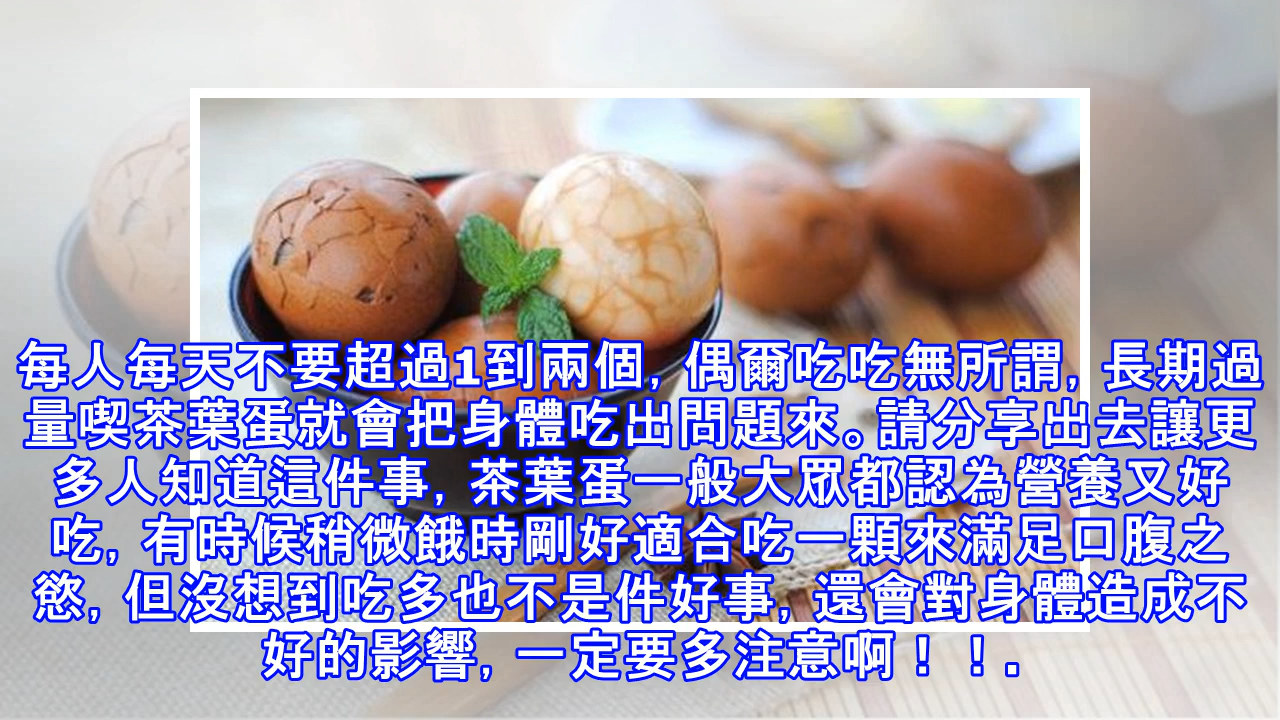 每人每天不要超過1到兩個, 偶爾吃吃無所謂, 長期過
量喫茶葉蛋就會把身體吃出問題來。請分享出去讓更
多人知道這件事, 茶葉蛋一般大眾都認為營養又好
吃, 有時候稍微餓時剛好適合吃一顆來滿足口腹之
慾, 但沒想到吃多也不是件好事, 還會對身體造成不
好的影響, 一定要多注意啊！！.